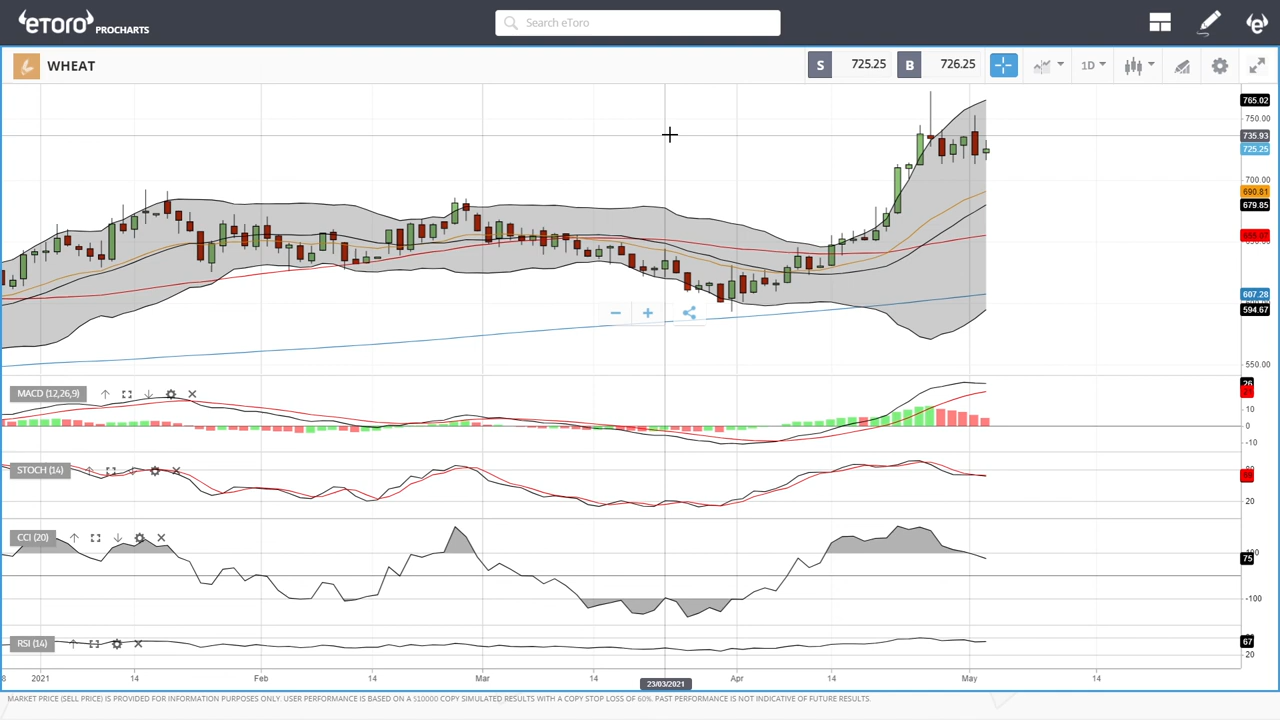 eToro PROCHARTS
Search eToro
WHEAT
S 725.25 B 726.25 1D
765.02
750.00
735.93
725.25
700.00
690.81
679.85
607.28
594.67
550.00
MACD (12,26,9)
26
10
0
-10
STOCH (14)
20
CCI (20)
75
-100
RSI (14)
67
20
2021 14 Feb 14 Mar 14 23/03/2021 Apr 14 May 14
MARKET PRICE (SELL PRICE) IS PROVIDED FOR INFORMATION PURPOSES ONLY. USER PERFORMANCE IS BASED ON A $10000 COPY SIMULATED RESULTS WITH A COPY STOP LOSS OF 60%. PAST PERFORMANCE IS NOT INDICATIVE OF FUTURE RESULTS.